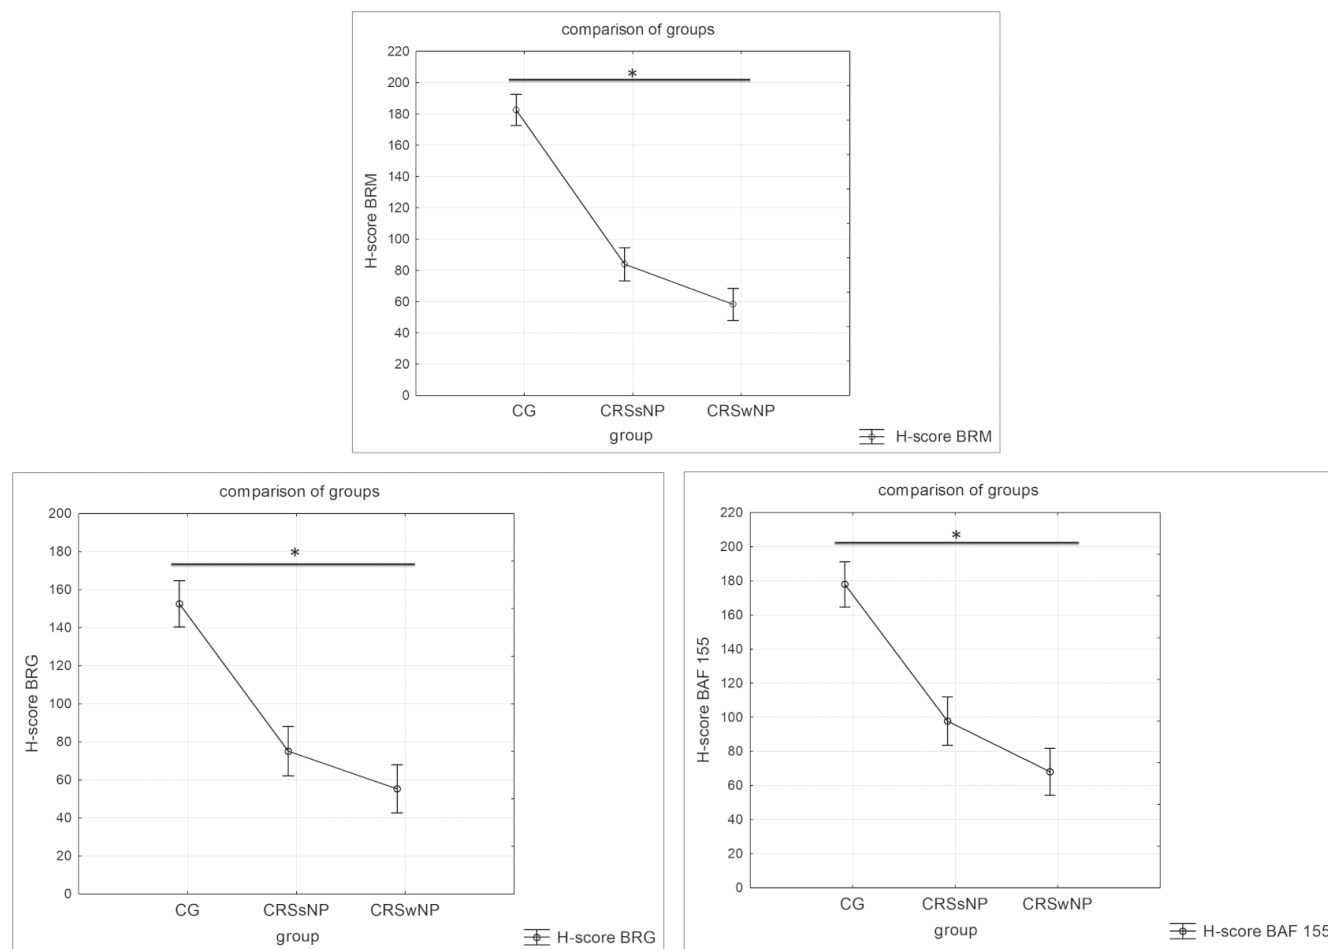 comparison of groups
220
200
180
160
140
120
100
80
60
40
20
0
H-score BRM
*
CG CRSsNP CRSwNP
group
H-score BRM
comparison of groups
200
180
160
140
120
100
80
60
40
20
0
H-score BRG
*
CG CRSsNP CRSwNP
group
H-score BRG
comparison of groups
220
200
180
160
140
120
100
80
60
40
20
0
H-score BAF 155
*
CG CRSsNP CRSwNP
group
H-score BAF 155